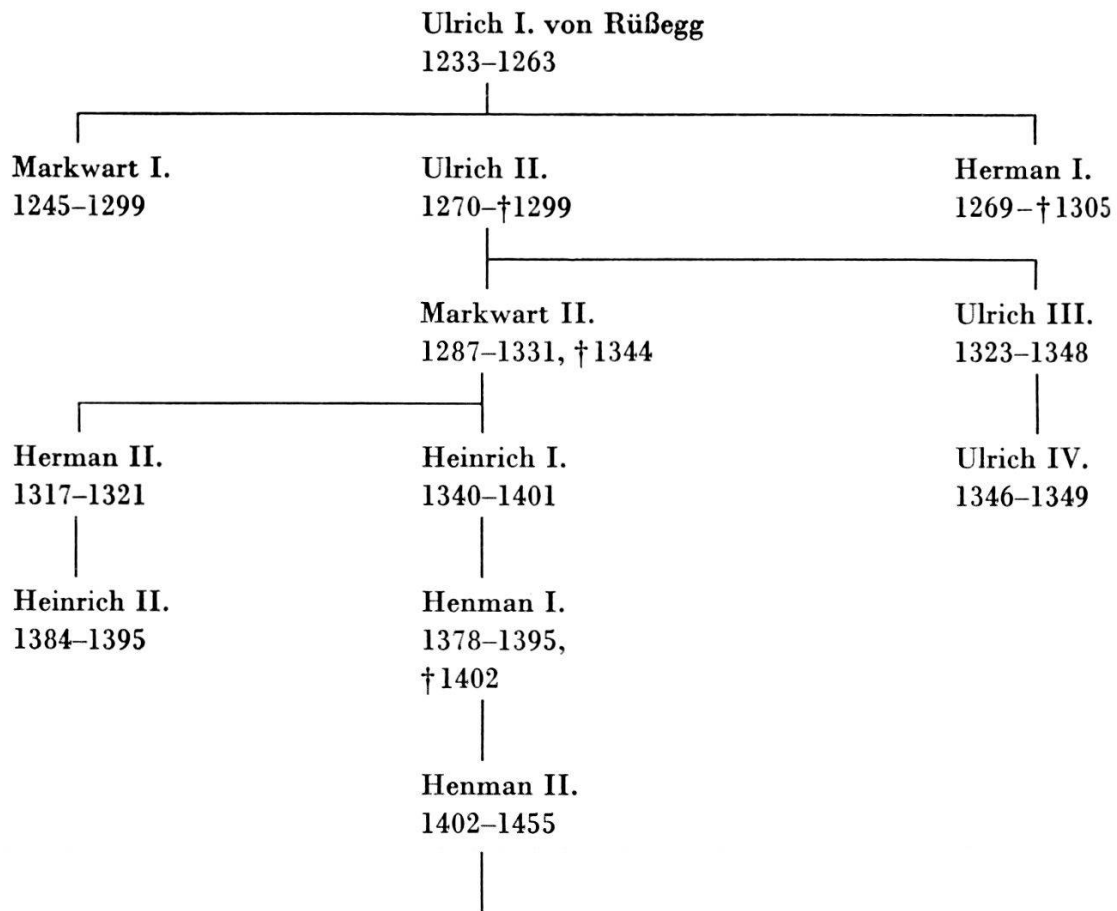 Ulrich I. von Rüßegg
1233–1263
Markwart I.
1245–1299
Ulrich II.
1270–†1299
Herman I.
1269–†1305
Markwart II.
1287–1331, †1344
Ulrich III.
1323–1348
Herman II.
1317–1321
Heinrich I.
1340–1401
Ulrich IV.
1346–1349
Heinrich II.
1384–1395
Henman I.
1378–1395,
†1402
Henman II.
1402–1455